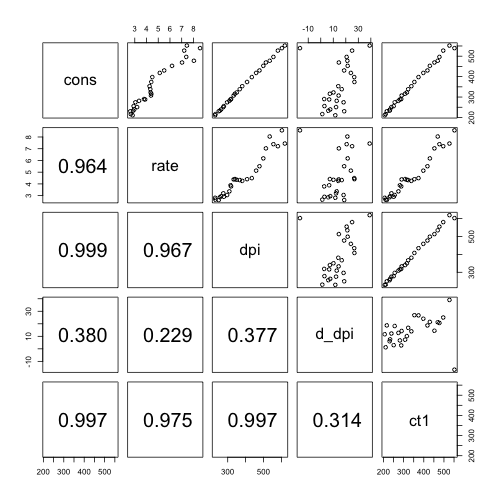 3 4 5 6 7 8 -10 10 30
cons 200 300 400 500
3 4 5 6 7 8 0.964 rate
0.999 0.967 dpi 300 500
-10 10 30 0.380 0.229 0.377 d_dpi
0.997 0.975 0.997 0.314 ct1 200 300 400 500
200 300 400 500 300 500 200 300 400 500